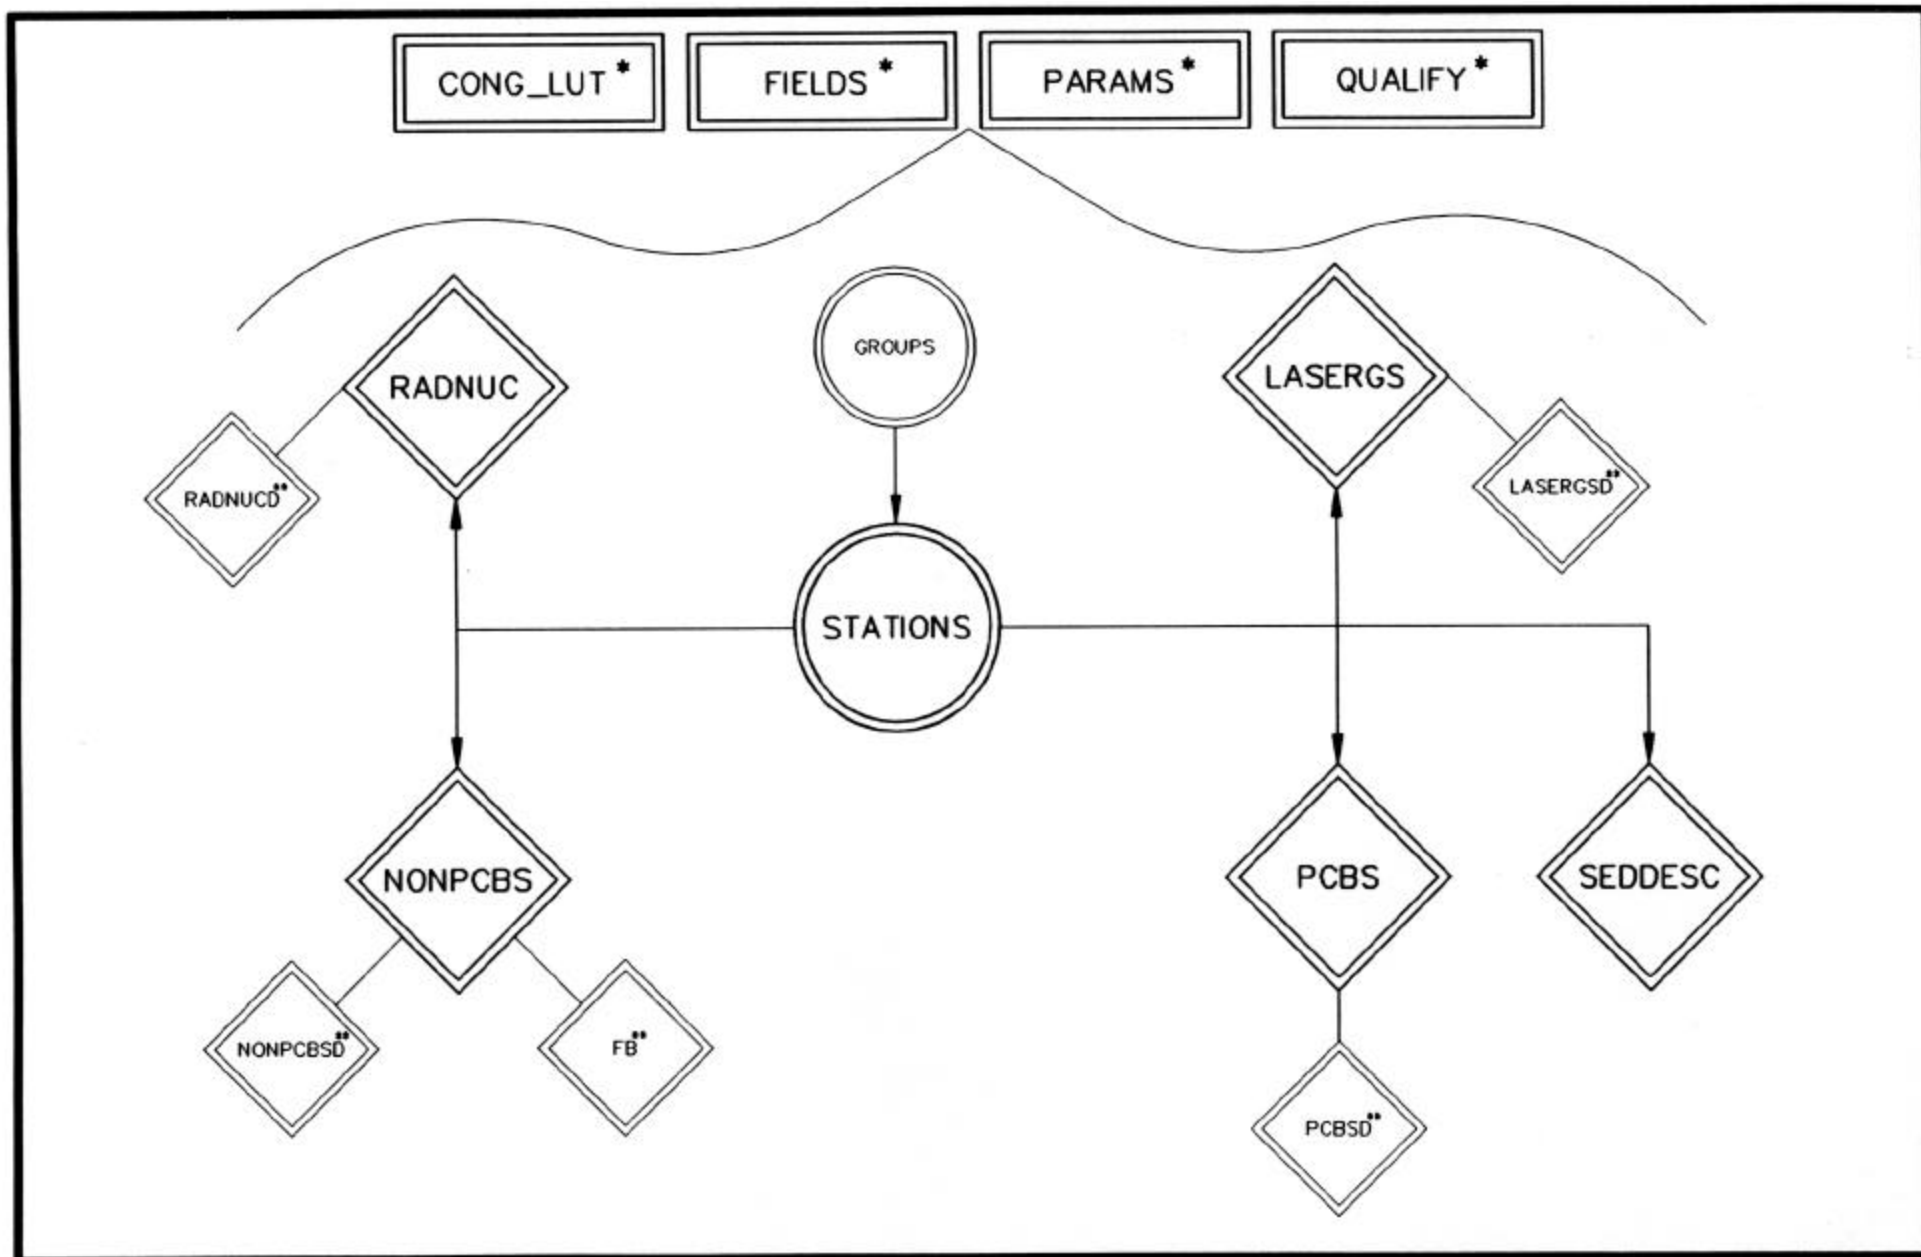 CONG_LUT *
FIELDS *
PARAMS *
QUALIFY *
GROUPS
RADNUC
LASERGS
RADNUCD**
LASERGSD**
STATIONS
NONPCBS
PCBS
SEDDESC
NONPCBSD**
FB**
PCBSD**